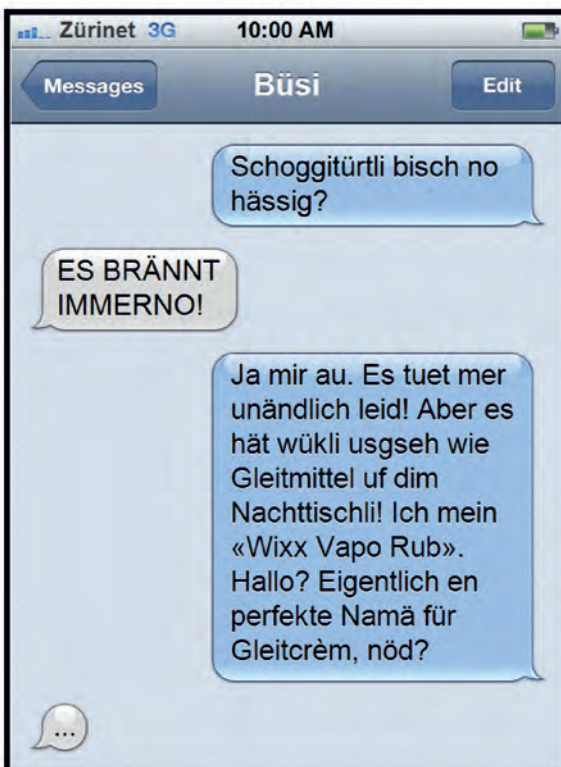 Zürinet 3G 10:00 AM
Messages Büsi Edit
Schoggitürtli bisch no
hässig?
ES BRÄNNT
IMMERNO!
Ja mir au. Es tuet mer
unändlich leid! Aber es
hät wükli usgseh wie
Gleitmittel uf dim
Nachttischli! Ich mein
«Wixx Vapo Rub».
Hallo? Eigentlich en
perfekte Namä für
Gleitcrèm, nöd?
...